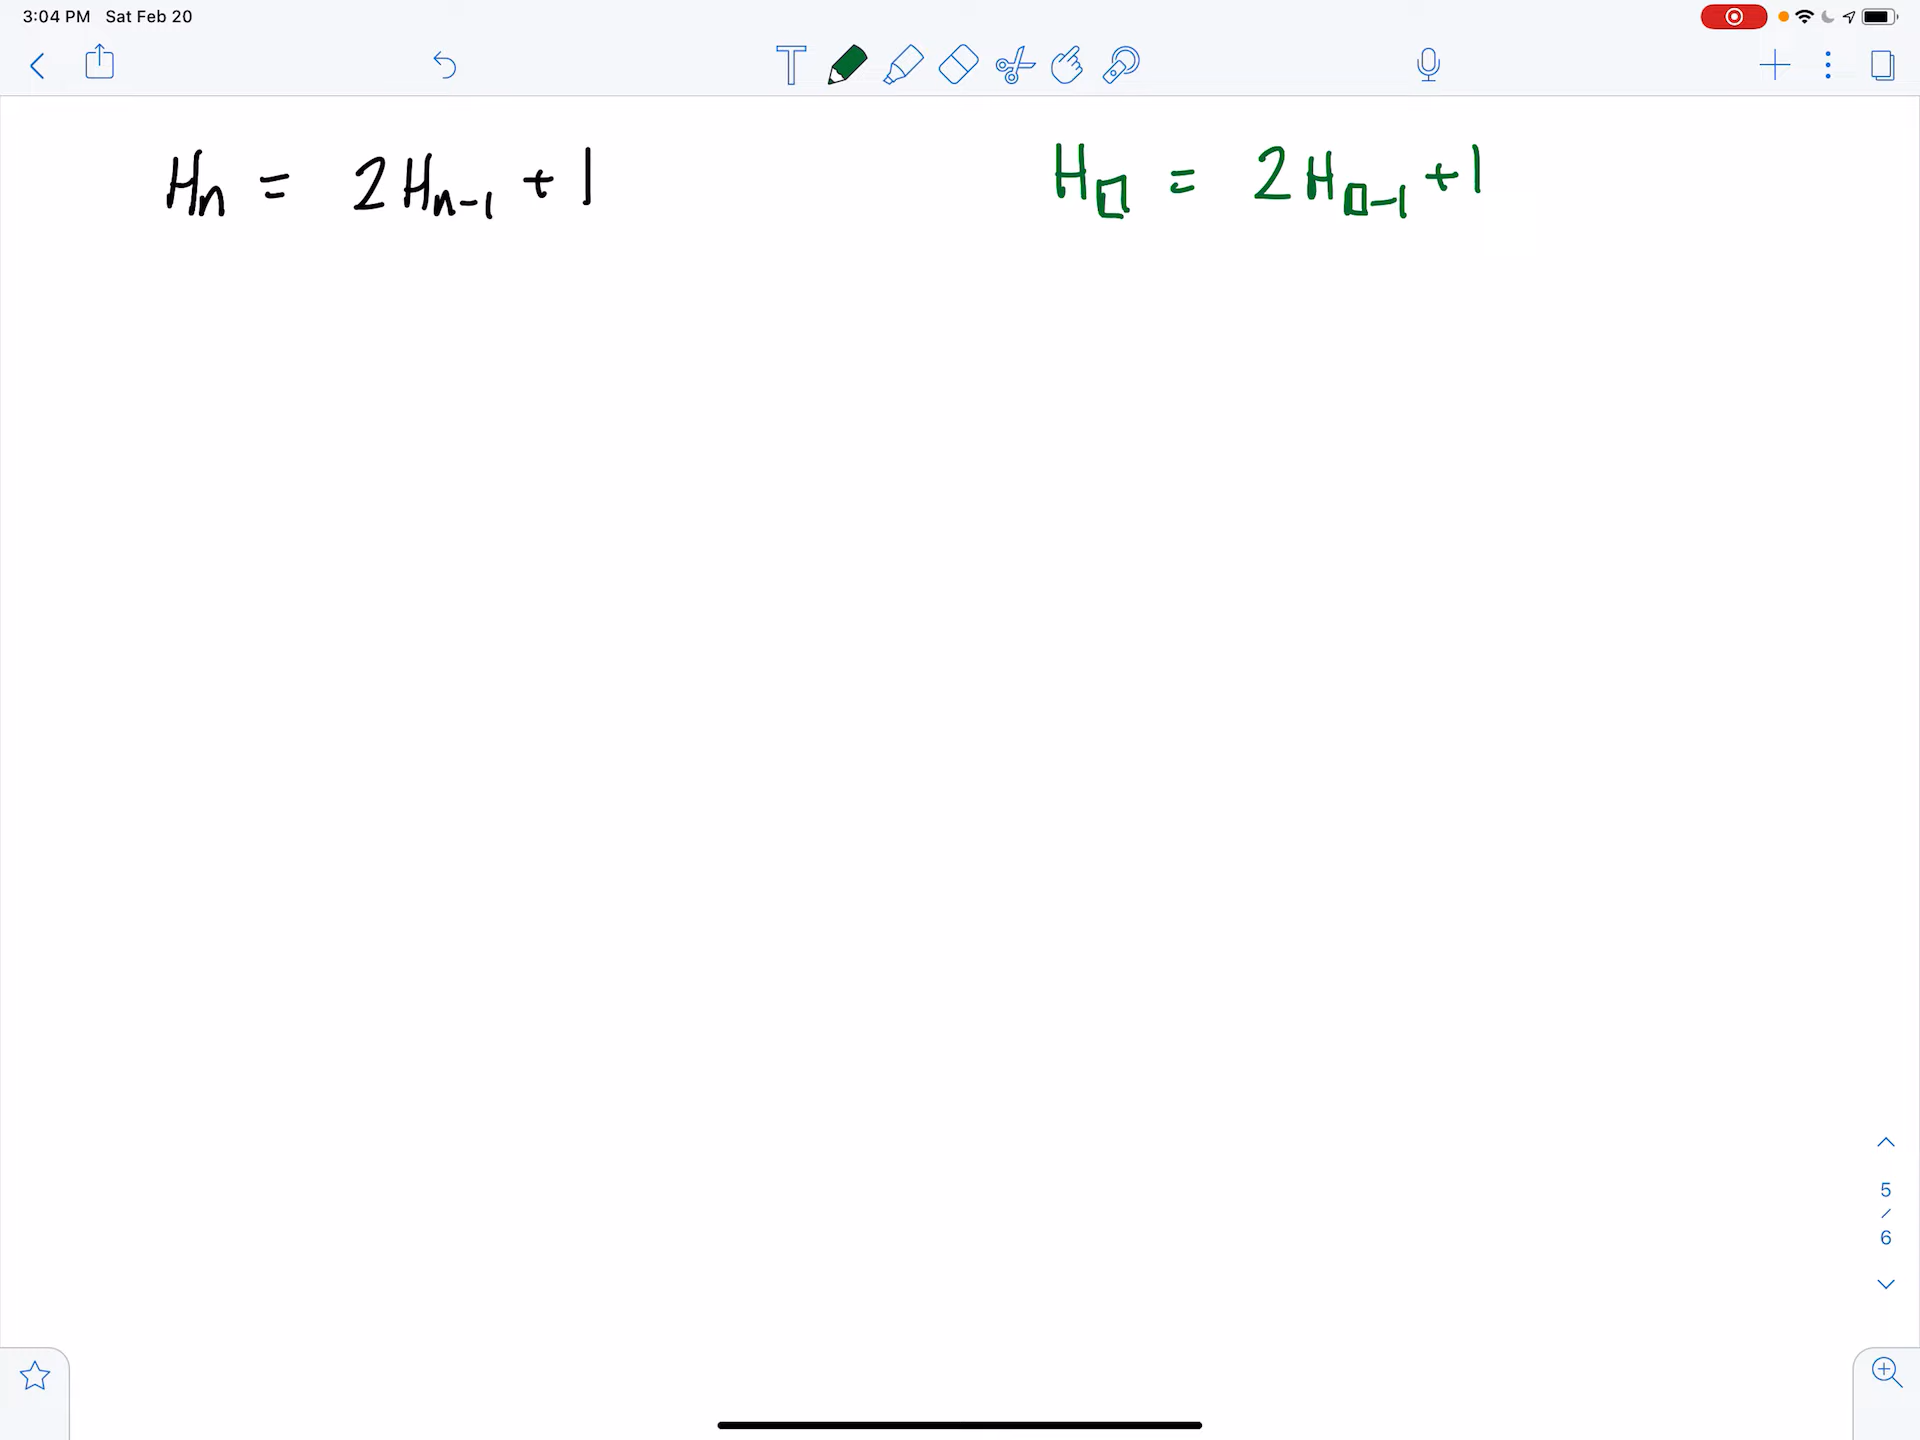 3:04 PM Sat Feb 20
Hₙ = 2Hₙ₋₁ + 1
H□ = 2H□₋₁ + 1
5
/
6